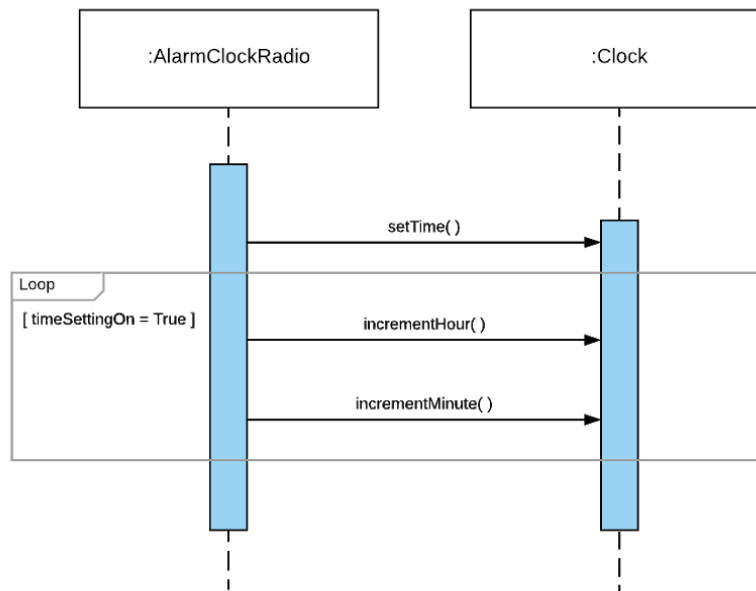 :AlarmClockRadio
:Clock
setTime( )
Loop
[ timeSettingOn = True ]
incrementHour( )
incrementMinute( )